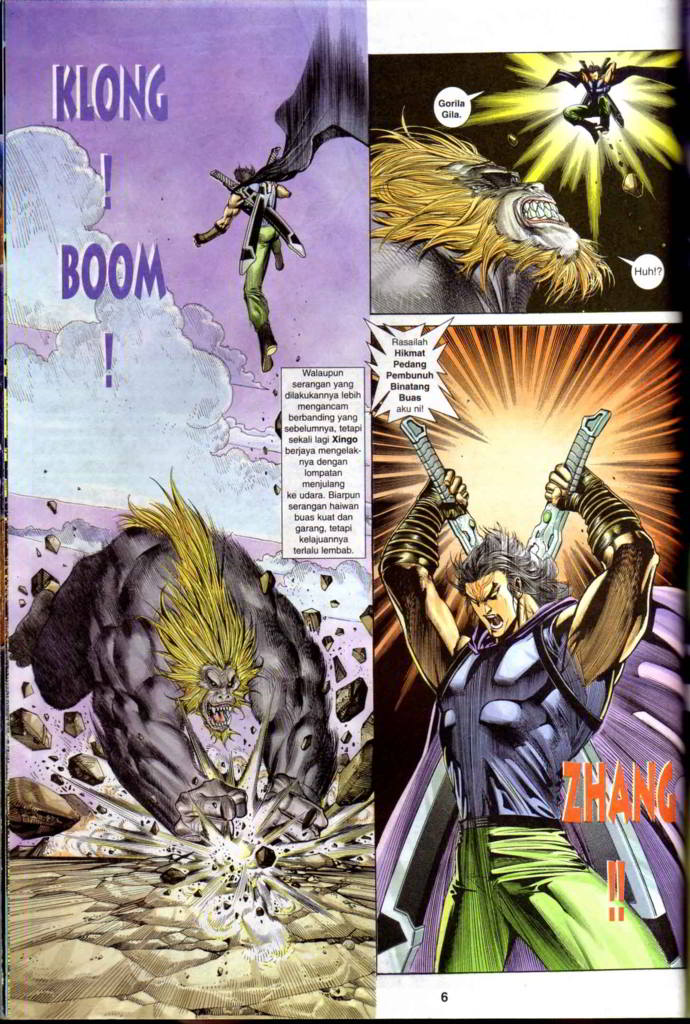 KLONG
!
BOOM
!
Walaupun
serangan yang
dilakukannya lebih
mengancam
berbanding yang
sebelumnya, tetapi
sekali lagi Xingo
berjaya mengelak-
nya dengan
lompatan
menjulang
ke udara. Biarpun
serangan haiwan
buas kuat dan
garang, tetapi
kelajuannya
terlalu lembab.
Gorila
Gila.
Huh!?
Rasailah
Hikmat
Pedang
Pembunuh
Binatang
Buas
aku ni!
ZHANG
!!
6